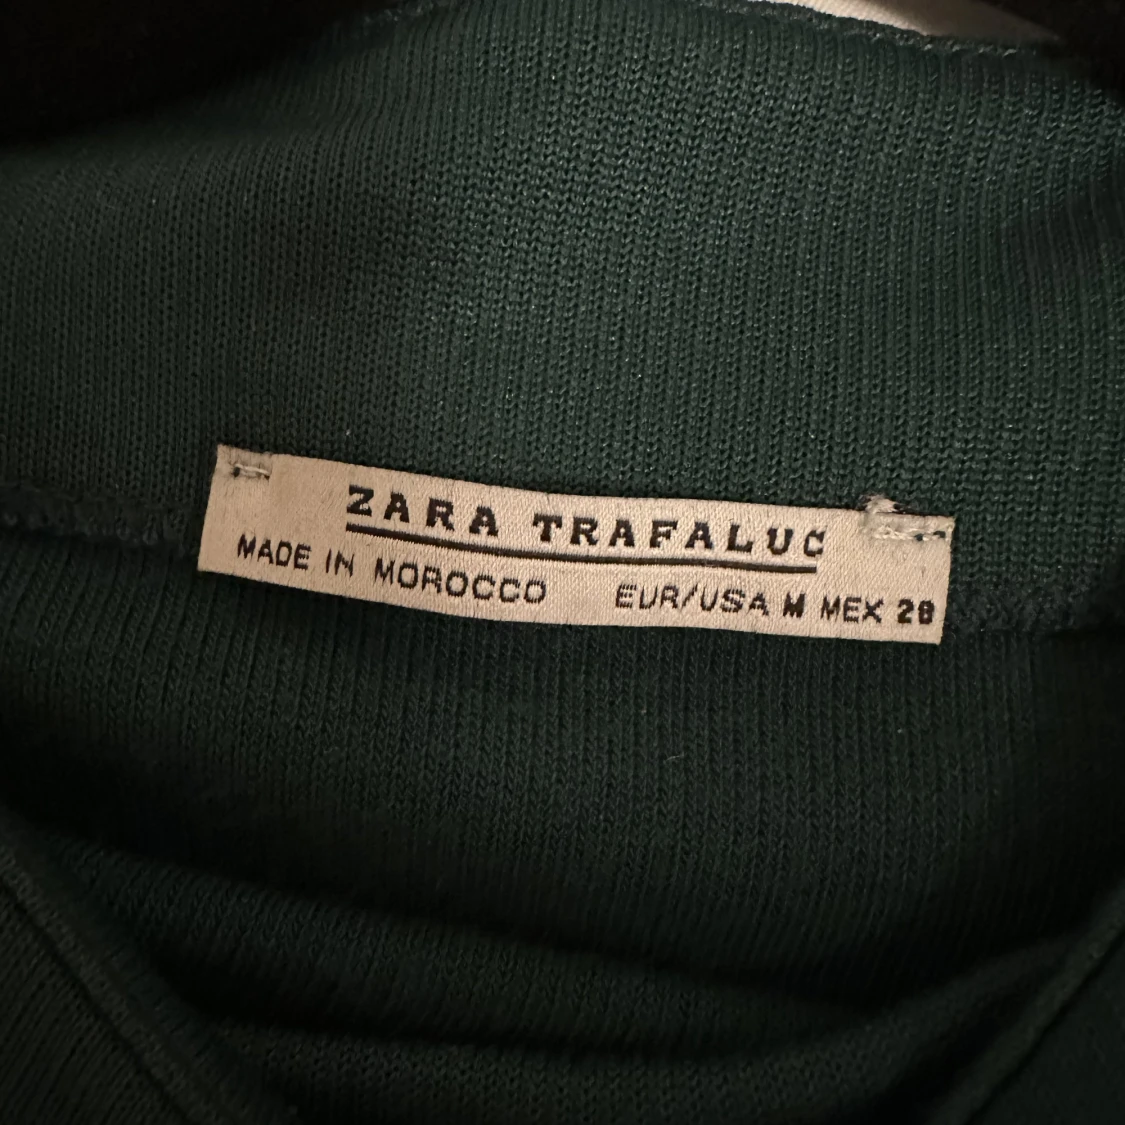 ZARA TRAFALUC
MADE IN MOROCCO EUR/USA M MEX 28